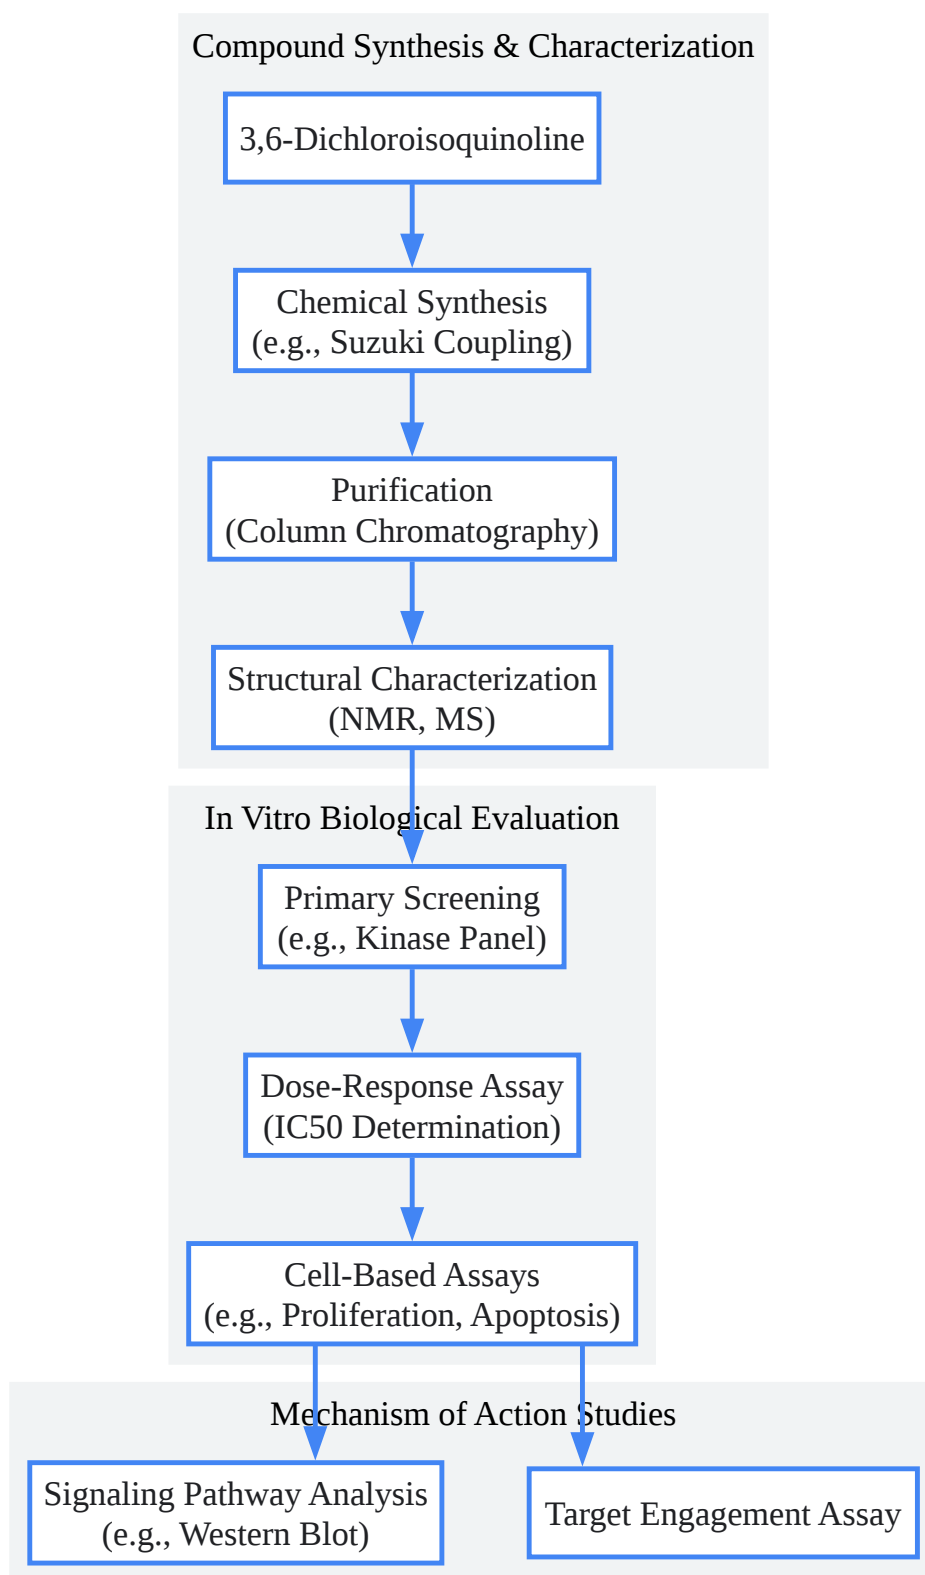 Compound Synthesis & Characterization
3,6-Dichloroisoquinoline
Chemical Synthesis
(e.g., Suzuki Coupling)
Purification
(Column Chromatography)
Structural Characterization
(NMR, MS)
In Vitro Biological Evaluation
Primary Screening
(e.g., Kinase Panel)
Dose-Response Assay
(IC50 Determination)
Cell-Based Assays
(e.g., Proliferation, Apoptosis)
Mechanism of Action Studies
Signaling Pathway Analysis
(e.g., Western Blot)
Target Engagement Assay